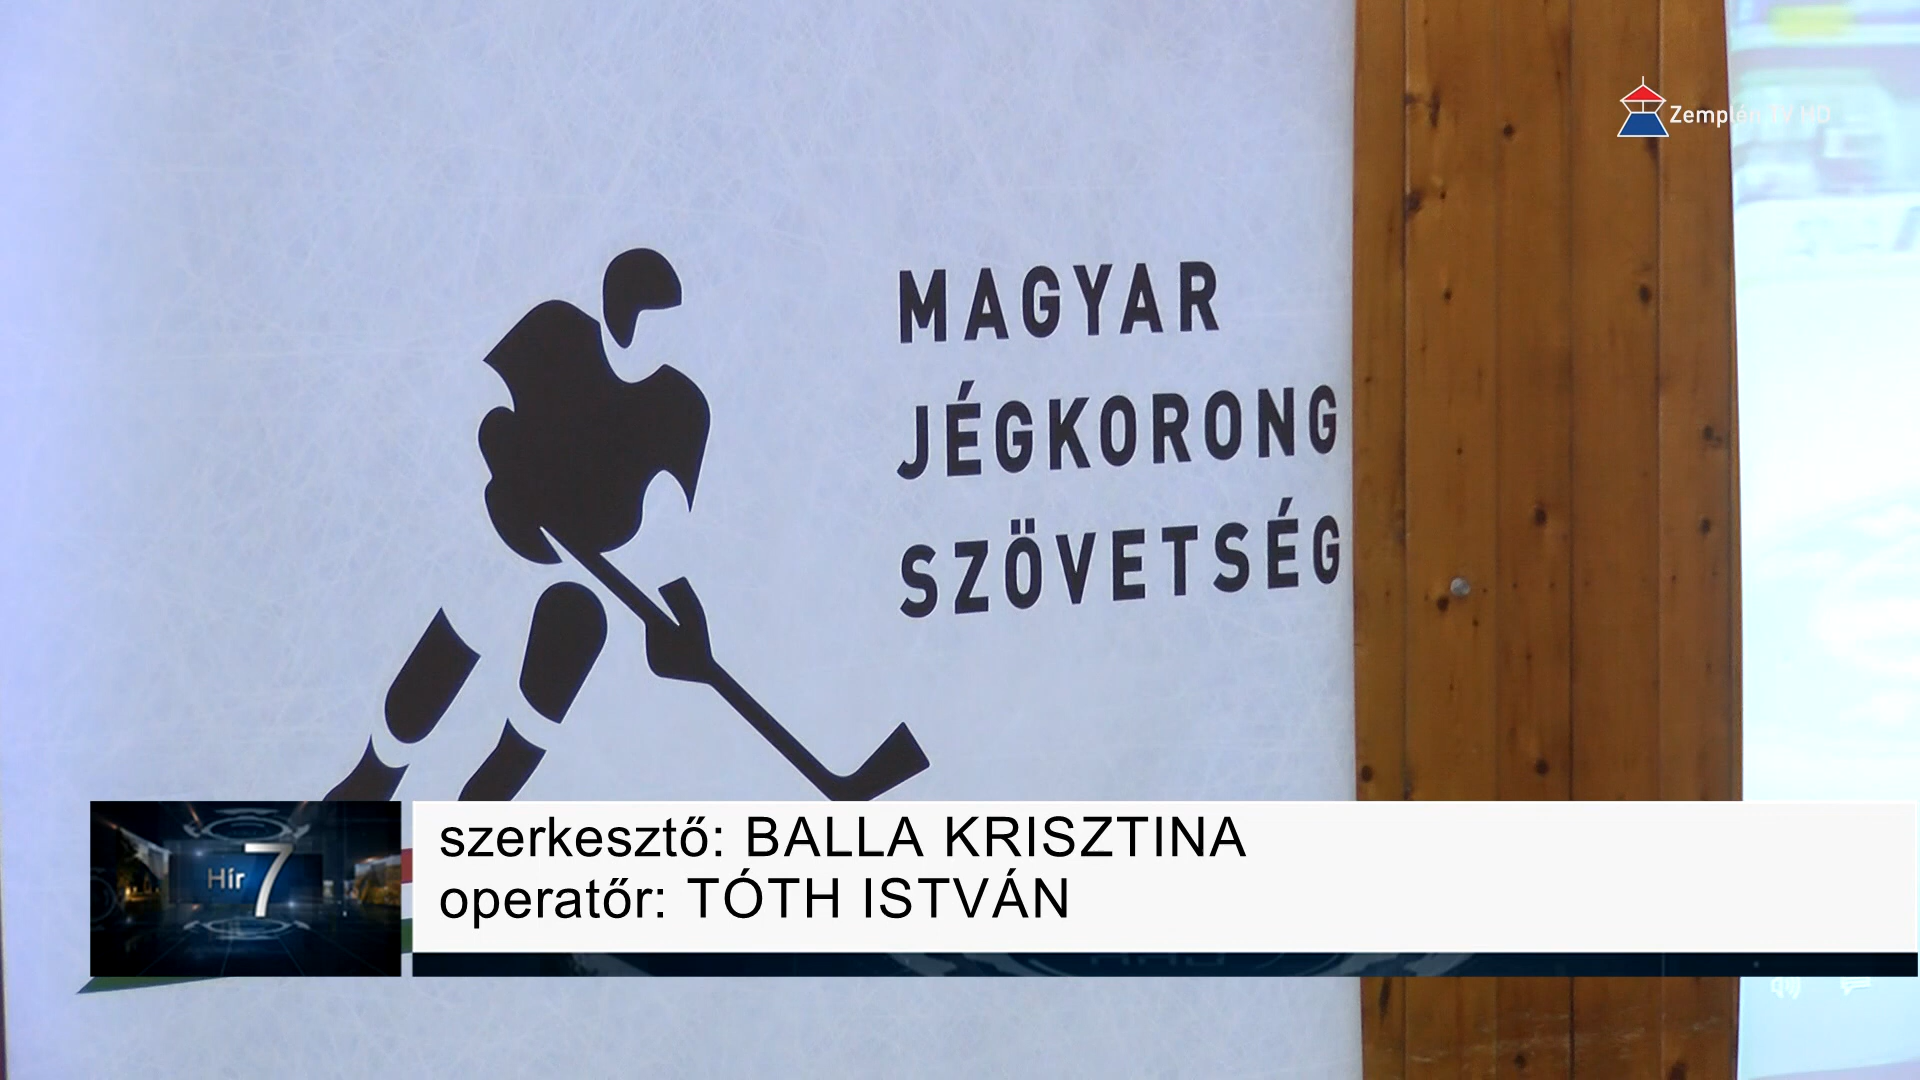 Zemplén TV HD
MAGYAR
JÉGKORONG
SZÖVETSÉG
Hír 7
szerkesztő: BALLA KRISZTINA
operatőr: TÓTH ISTVÁN